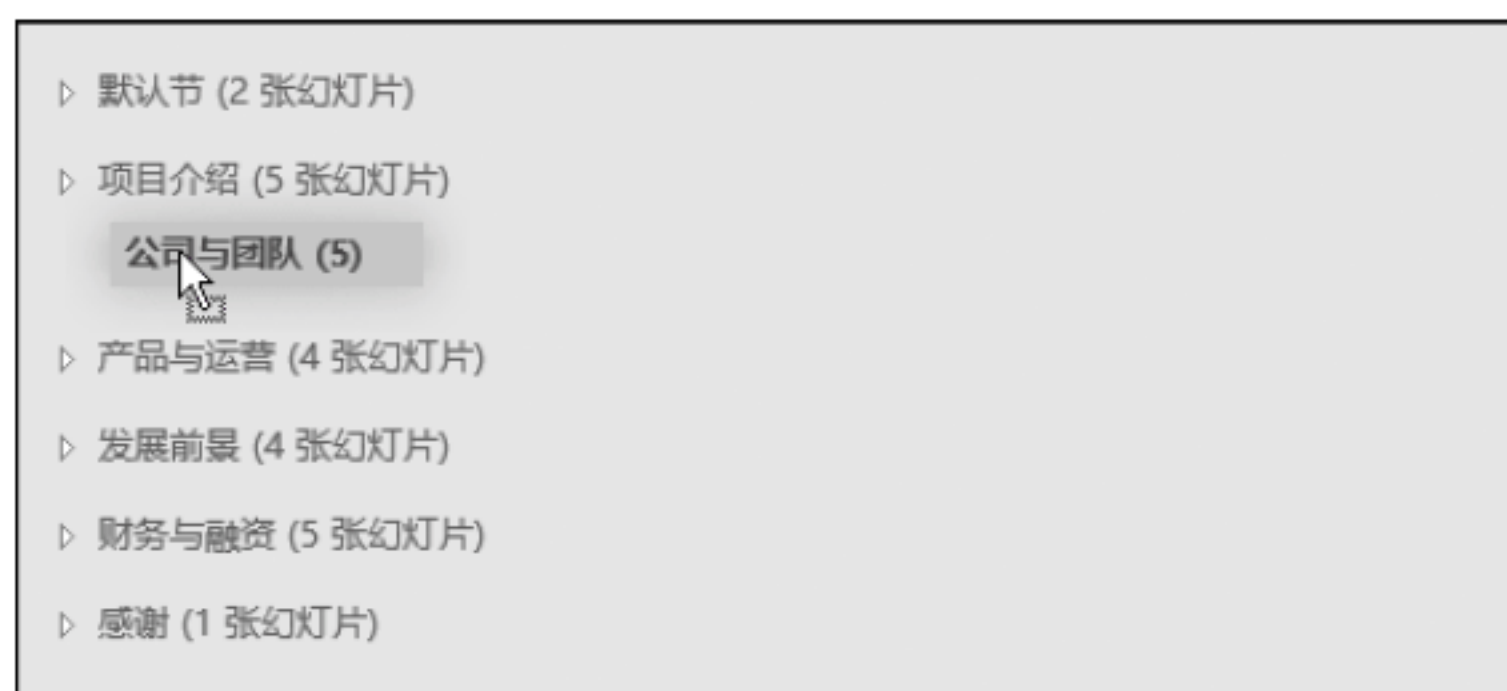 默认节 (2 张幻灯片)
项目介绍 (5 张幻灯片)
公司与团队 (5)
产品与运营 (4 张幻灯片)
发展前景 (4 张幻灯片)
财务与融资 (5 张幻灯片)
感谢 (1 张幻灯片)